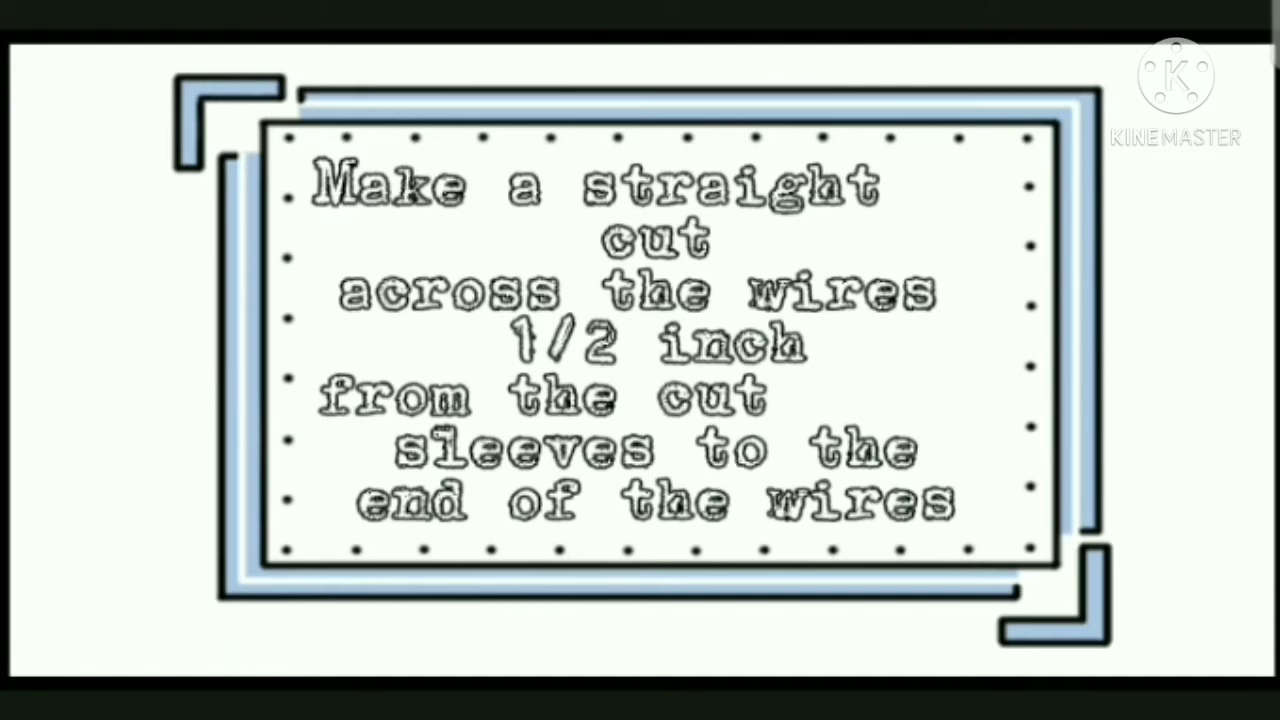 KINEMASTER
Make a straight
cut
across the wires
1/2 inch
from the cut
sleeves to the
end of the wires